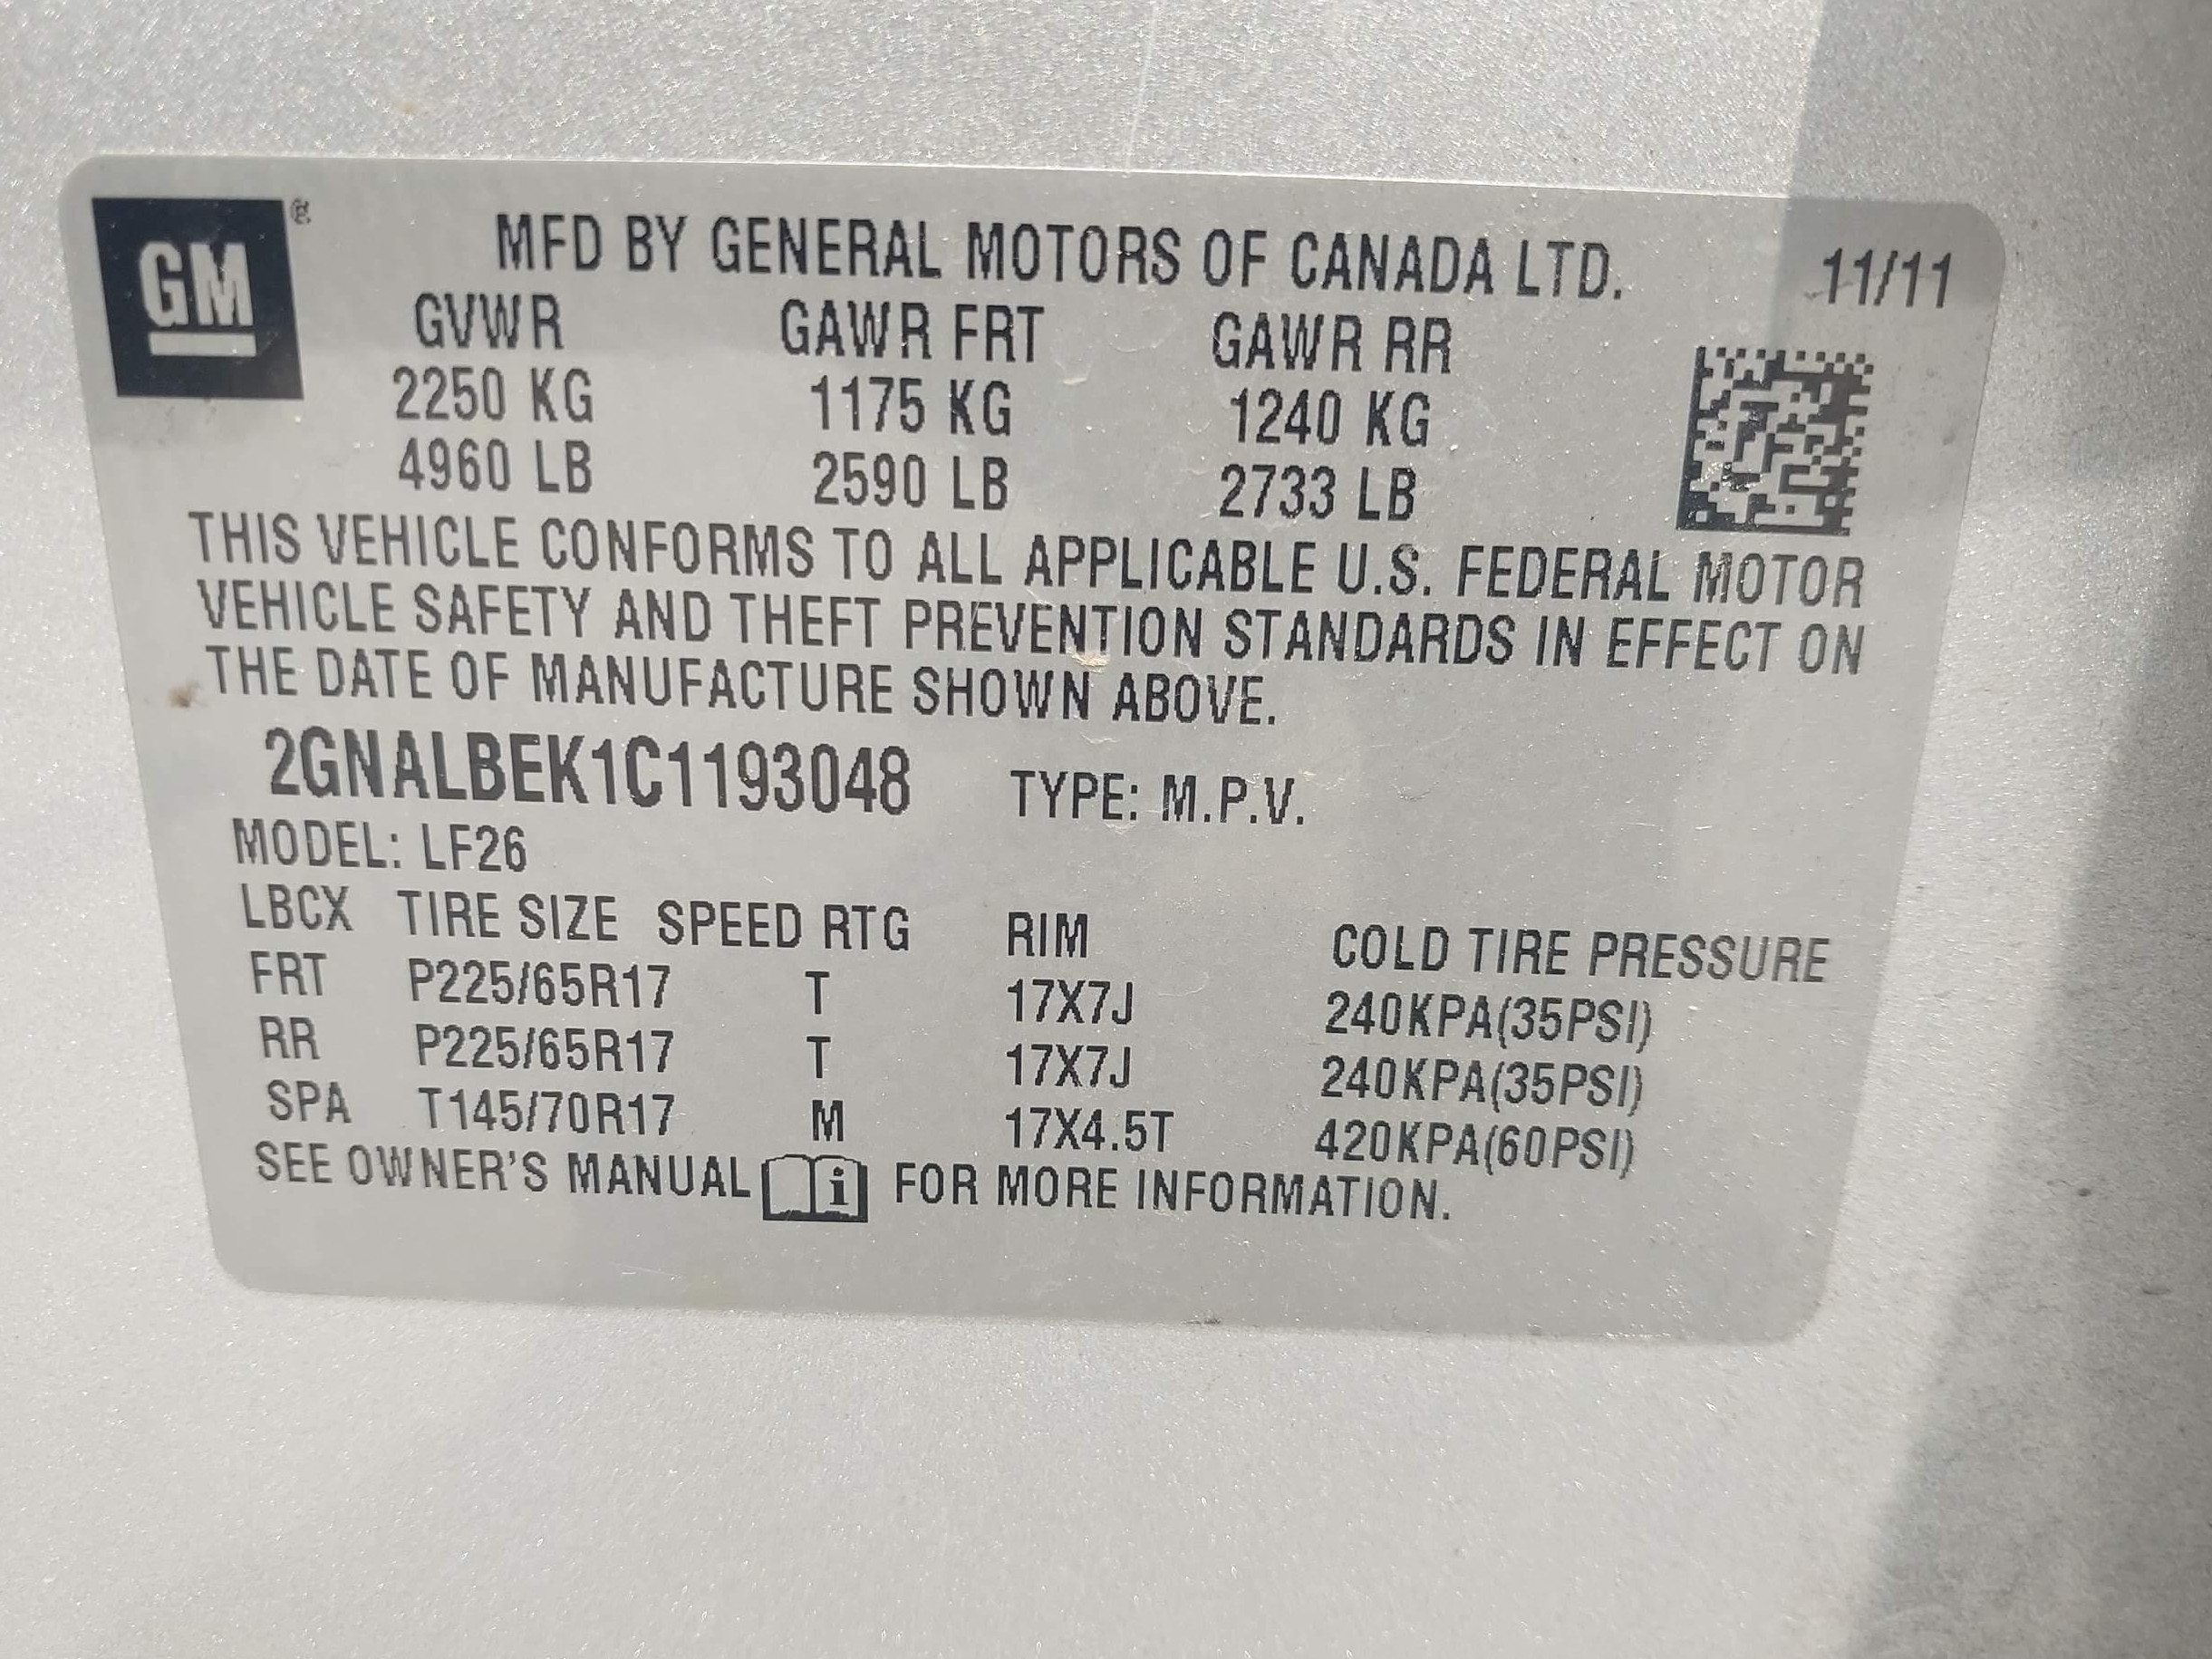 GM ®
MFD BY GENERAL MOTORS OF CANADA LTD. 11/11
GVWR GAWR FRT GAWR RR
2250 KG 1175 KG 1240 KG
4960 LB 2590 LB 2733 LB
THIS VEHICLE CONFORMS TO ALL APPLICABLE U.S. FEDERAL MOTOR
VEHICLE SAFETY AND THEFT PREVENTION STANDARDS IN EFFECT ON
THE DATE OF MANUFACTURE SHOWN ABOVE.
2GNALBEK1C1193048 TYPE: M.P.V.
MODEL: LF26
LBCX TIRE SIZE SPEED RTG RIM COLD TIRE PRESSURE
FRT P225/65R17 T 17X7J 240KPA(35PSI)
RR P225/65R17 T 17X7J 240KPA(35PSI)
SPA T145/70R17 M 17X4.5T 420KPA(60PSI)
SEE OWNER'S MANUAL i FOR MORE INFORMATION.